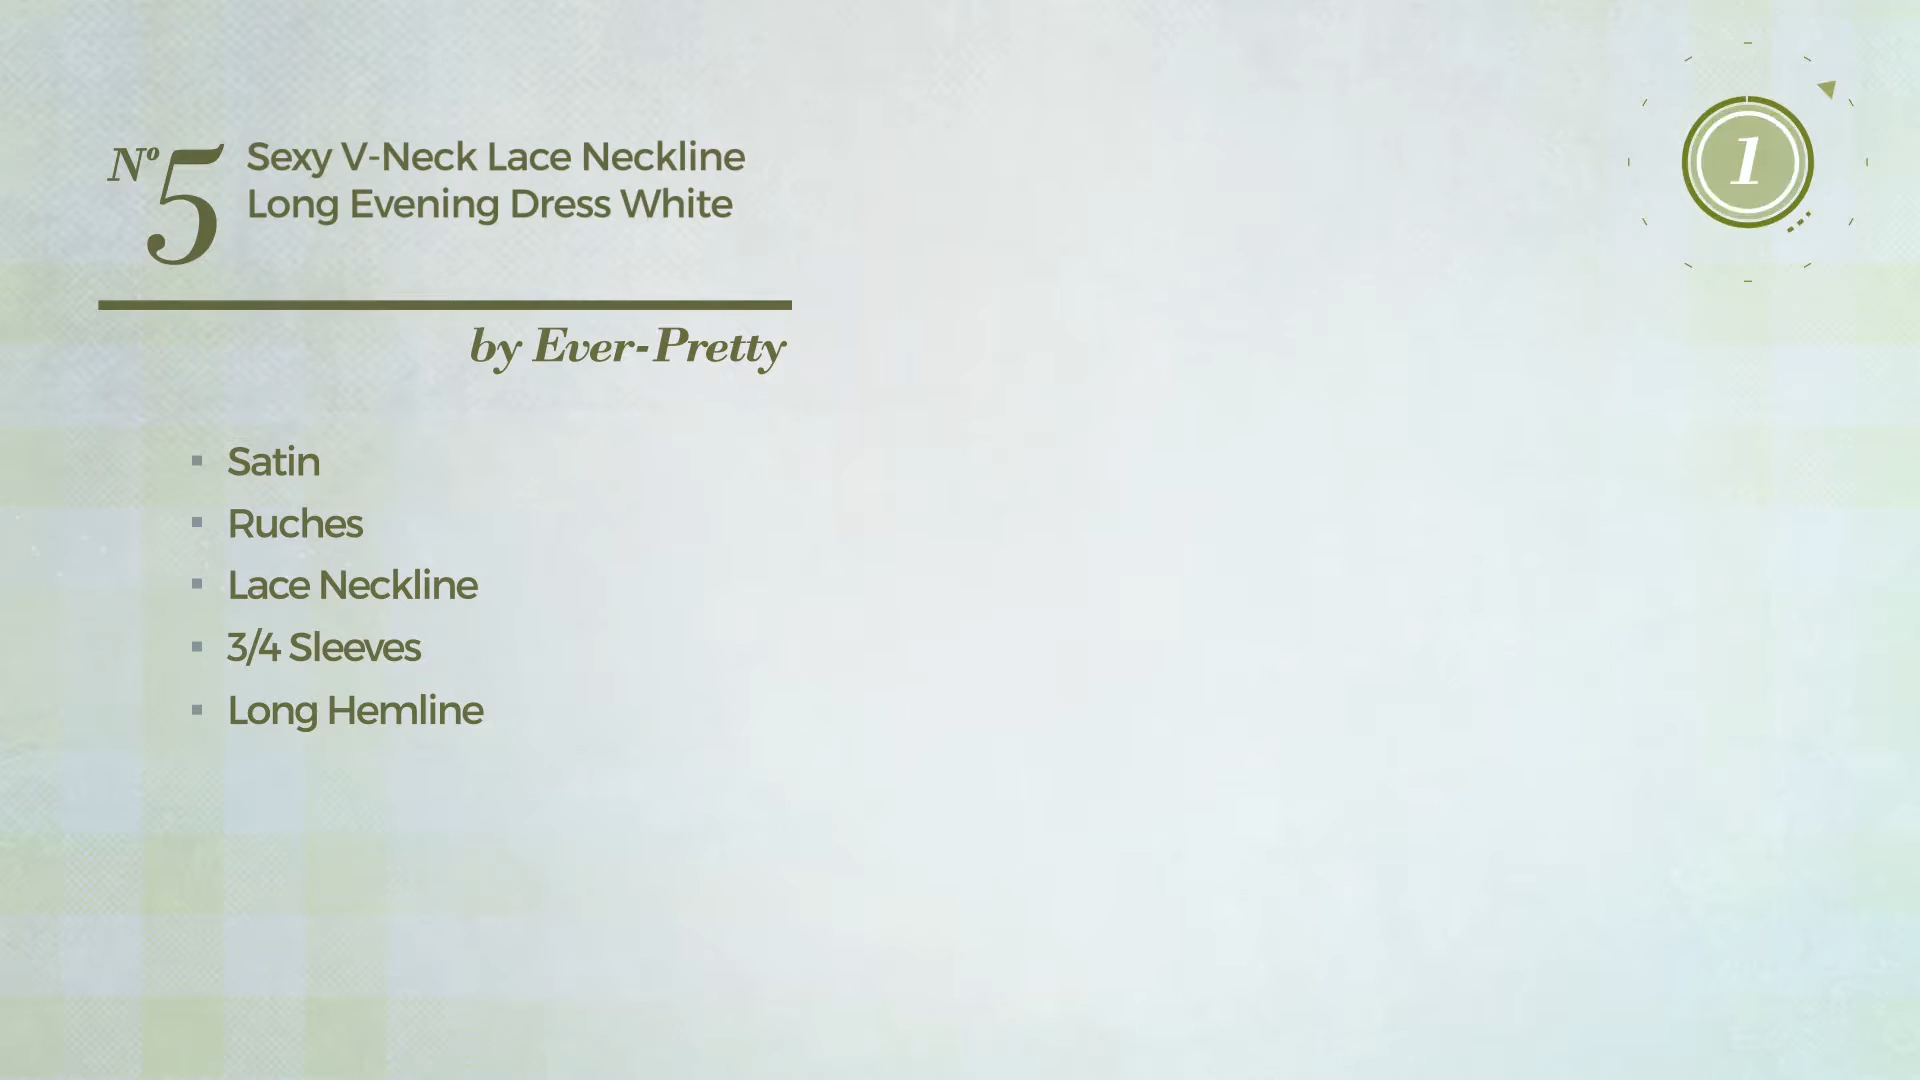 Nº5
Sexy V-Neck Lace Neckline
Long Evening Dress White
by Ever-Pretty
▪ Satin
▪ Ruches
▪ Lace Neckline
▪ 3/4 Sleeves
▪ Long Hemline
1